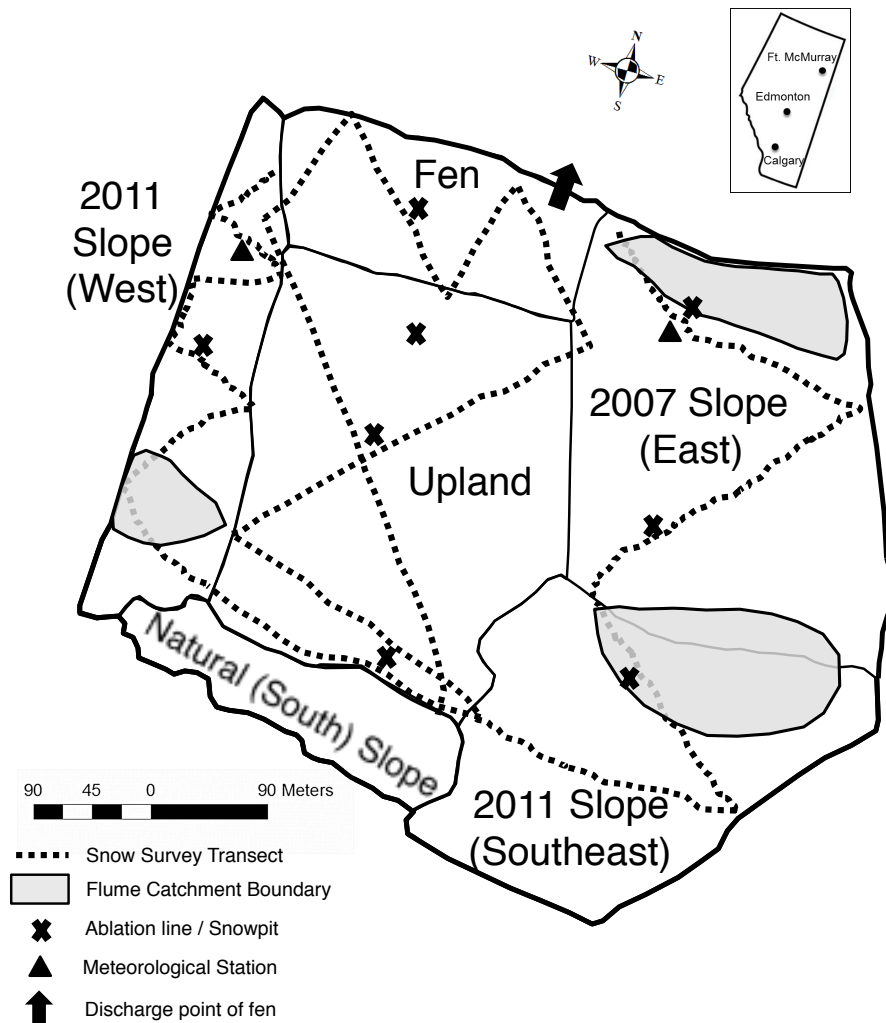 N
W
E
S
Ft. McMurray
Edmonton
Calgary
Fen
2011
Slope
(West)
2007 Slope
(East)
Upland
Natural (South) Slope
2011 Slope
(Southeast)
90 45 0 90 Meters
Snow Survey Transect
Flume Catchment Boundary
Ablation line / Snowpit
Meteorological Station
Discharge point of fen